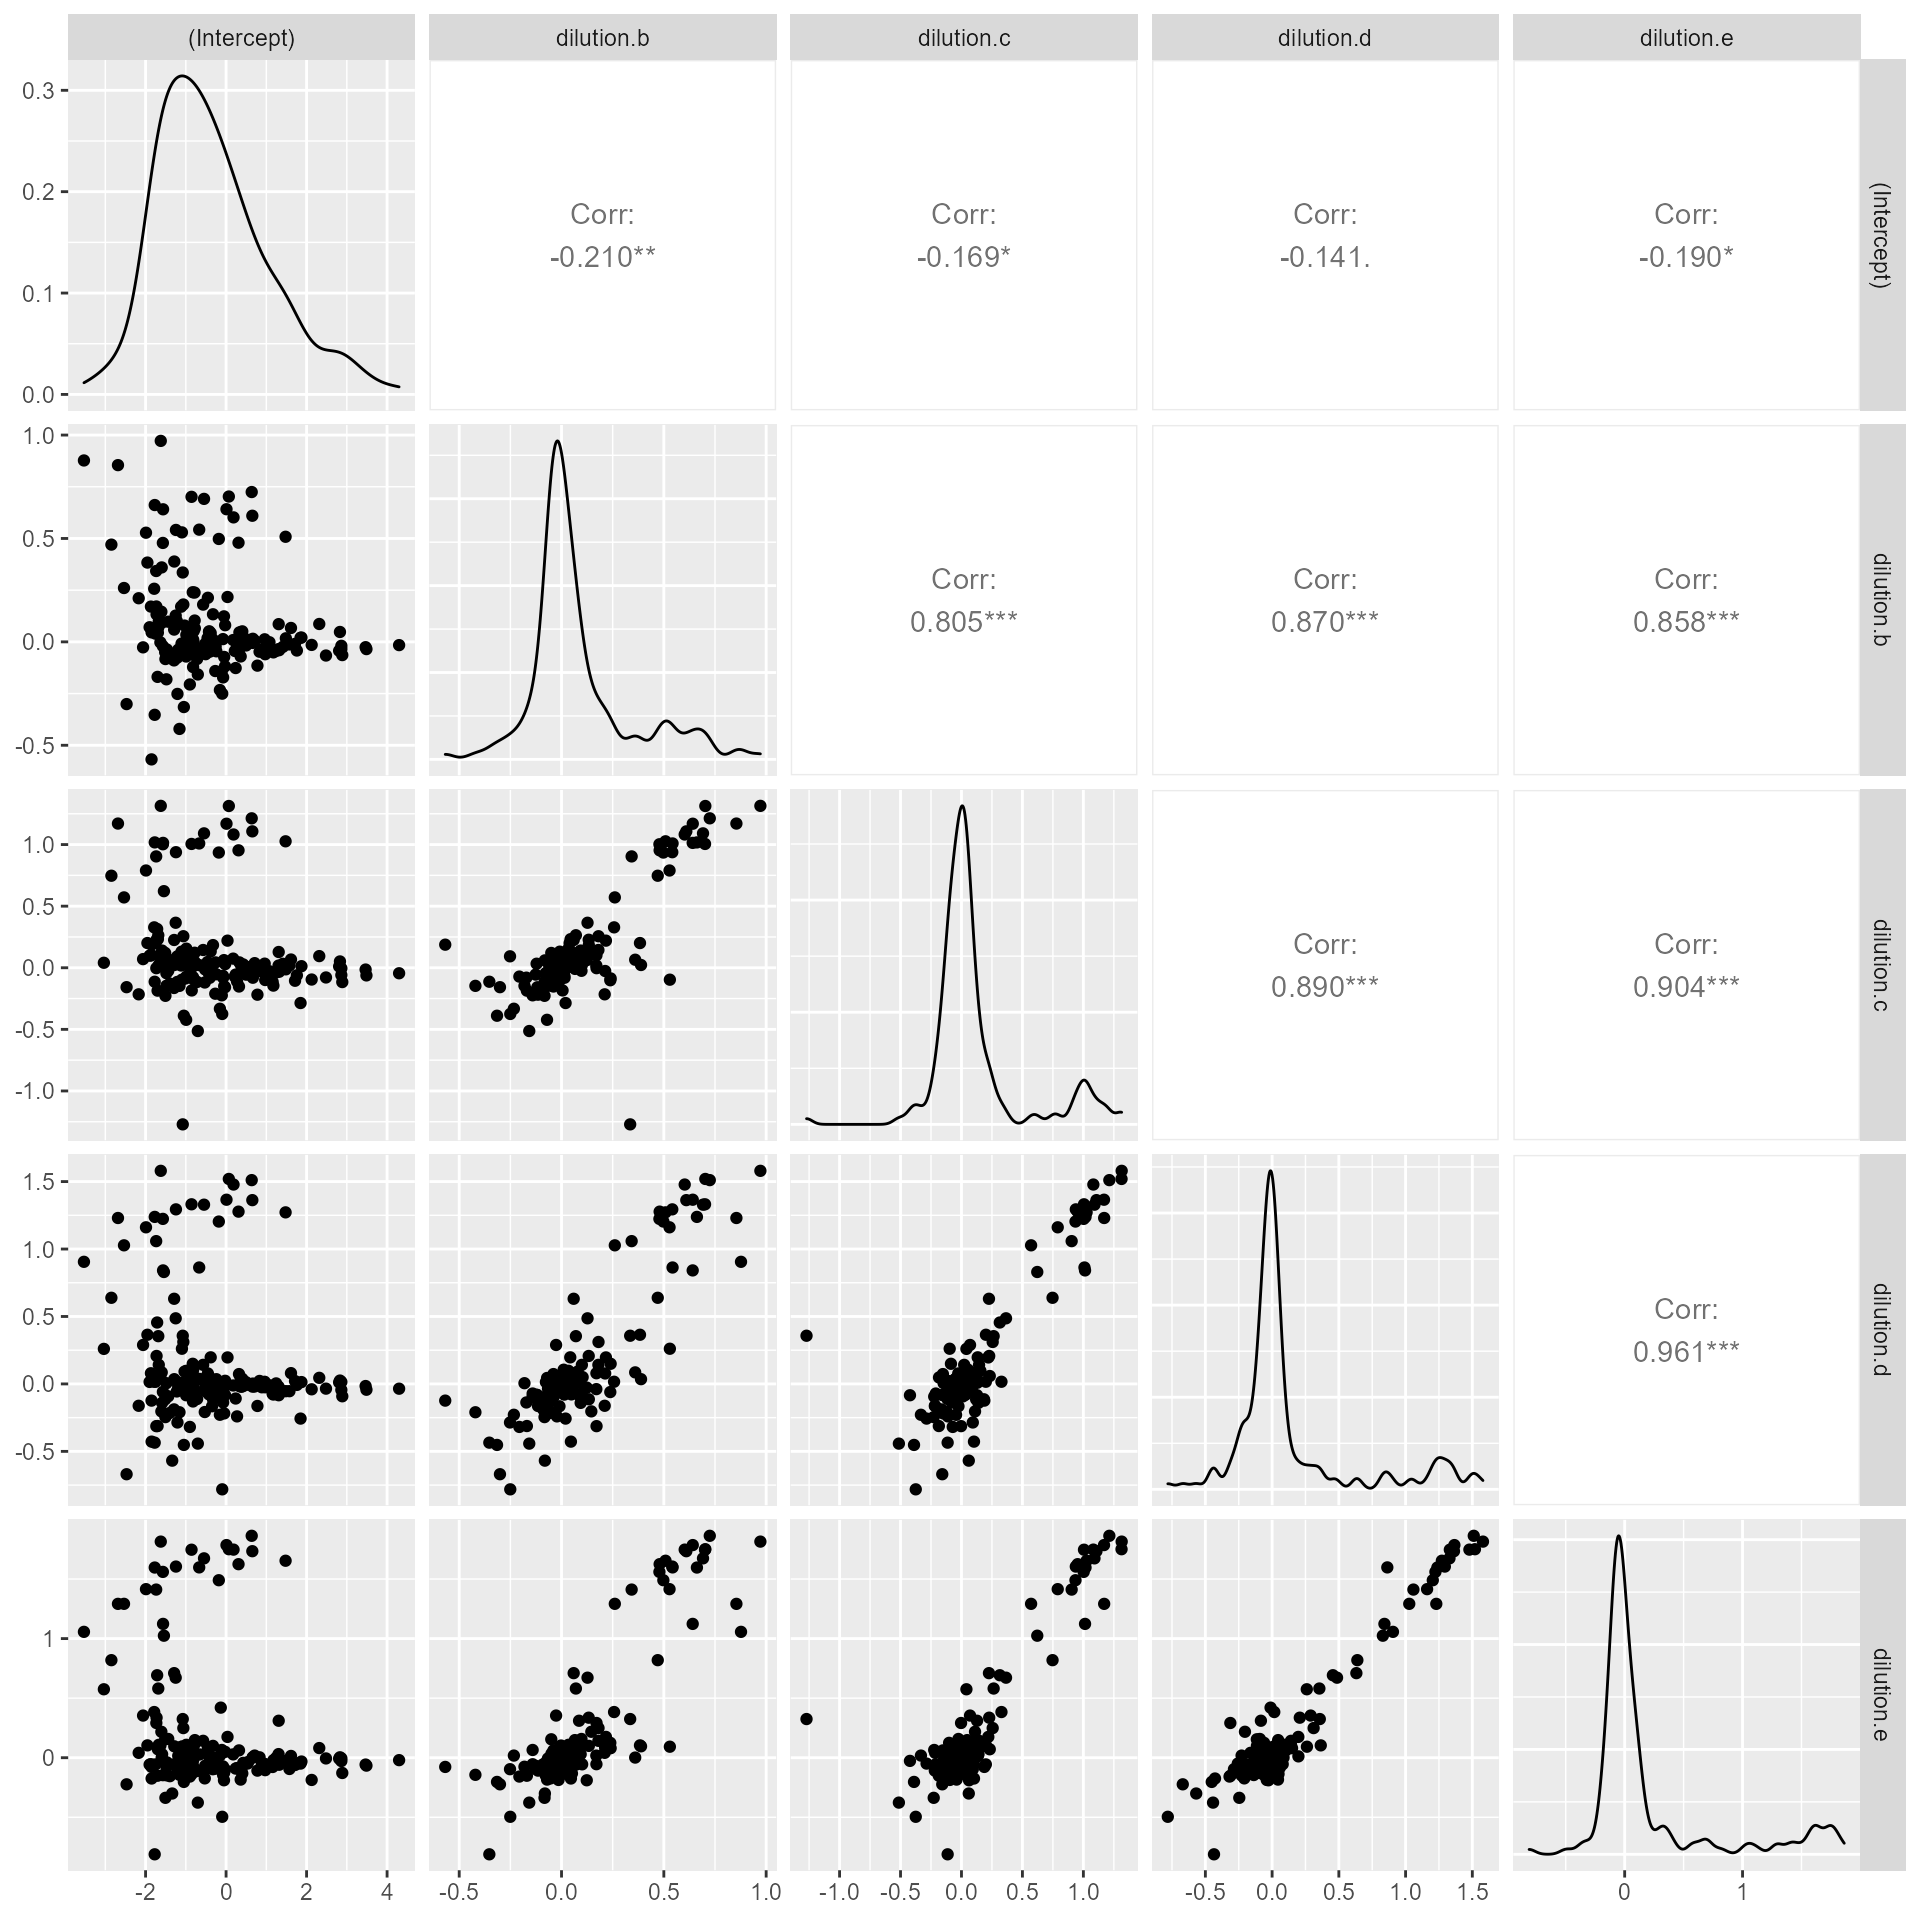 (Intercept) dilution.b dilution.c dilution.d dilution.e
0.3
0.2
0.1
0.0
Corr:
-0.210**
Corr:
-0.169*
Corr:
-0.141.
Corr:
-0.190*
(Intercept)
1.0
0.5
0.0
-0.5
Corr:
0.805***
Corr:
0.870***
Corr:
0.858***
dilution.b
1.0
0.5
0.0
-0.5
-1.0
Corr:
0.890***
Corr:
0.904***
dilution.c
1.5
1.0
0.5
0.0
-0.5
Corr:
0.961***
dilution.d
1
0
dilution.e
-2 0 2 4
-0.5 0.0 0.5 1.0
-1.0 -0.5 0.0 0.5 1.0
-0.5 0.0 0.5 1.0 1.5
0 1